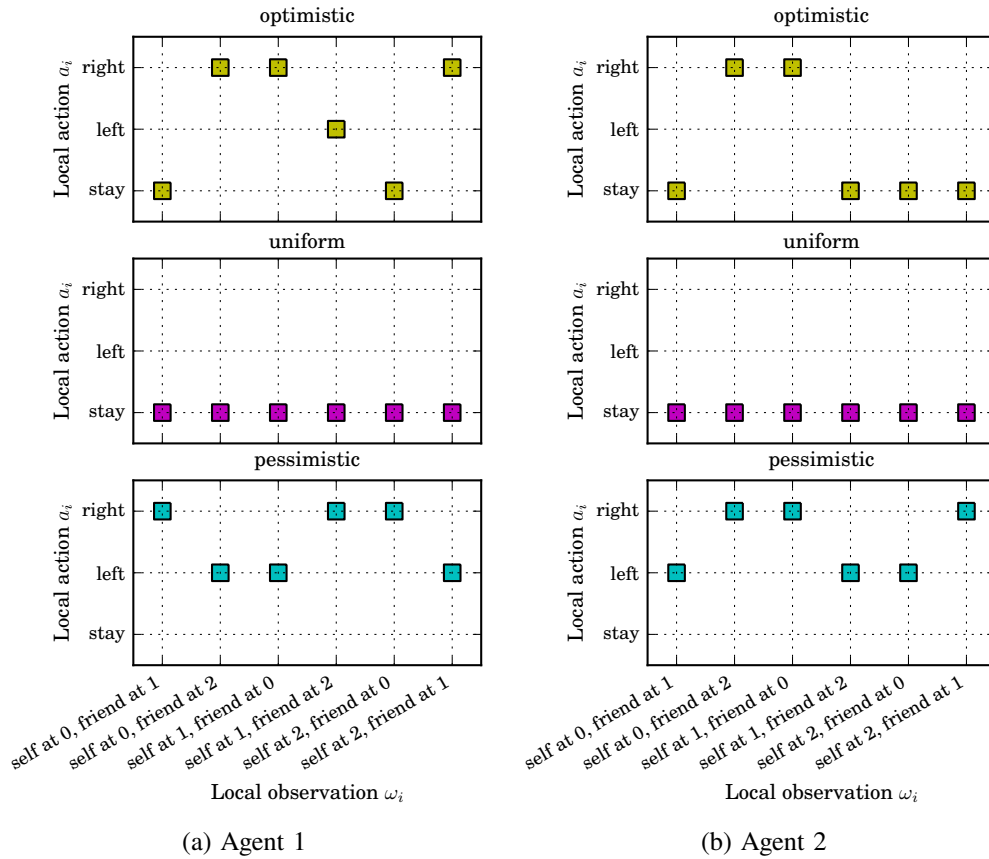 optimistic
Local action a_i
right
left
stay
uniform
Local action a_i
right
left
stay
pessimistic
Local action a_i
right
left
stay
self at 0, friend at 1
self at 0, friend at 2
self at 1, friend at 0
self at 1, friend at 2
self at 2, friend at 0
self at 2, friend at 1
Local observation ω_i
(a) Agent 1
optimistic
Local action a_i
right
left
stay
uniform
Local action a_i
right
left
stay
pessimistic
Local action a_i
right
left
stay
self at 0, friend at 1
self at 0, friend at 2
self at 1, friend at 0
self at 1, friend at 2
self at 2, friend at 0
self at 2, friend at 1
Local observation ω_i
(b) Agent 2